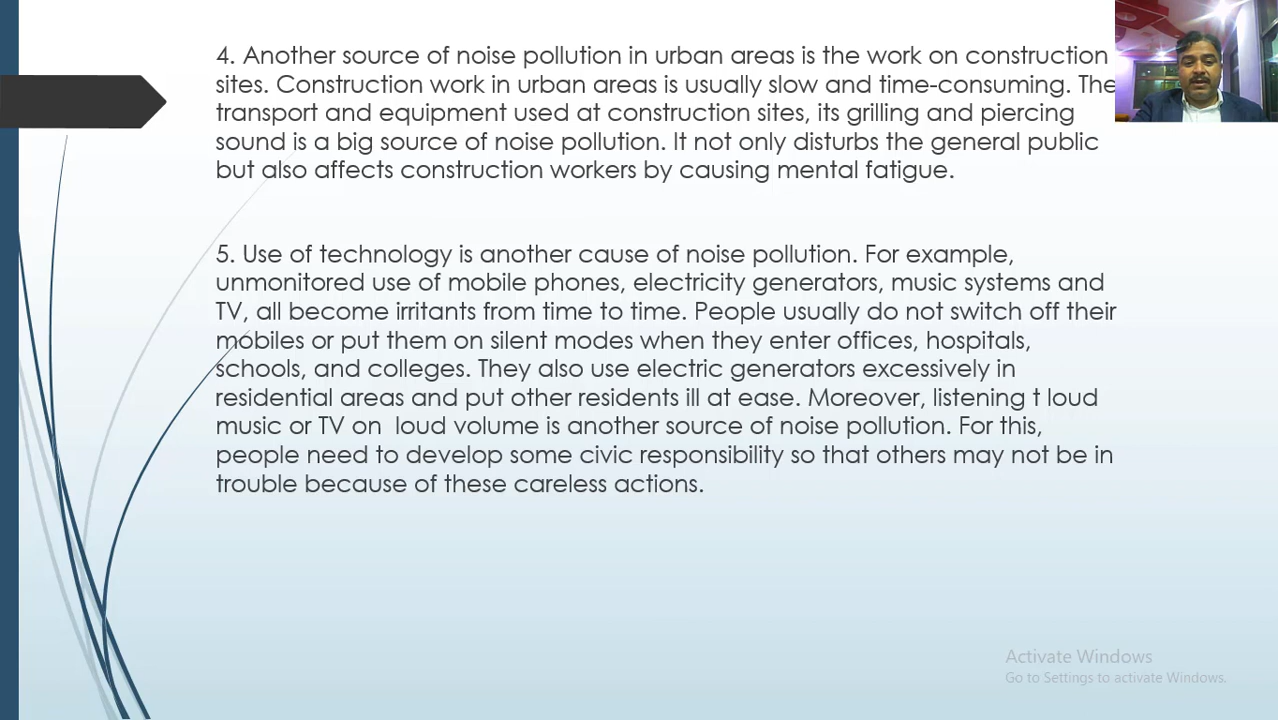 4. Another source of noise pollution in urban areas is the work on construction
sites. Construction work in urban areas is usually slow and time-consuming. The
transport and equipment used at construction sites, its grilling and piercing
sound is a big source of noise pollution. It not only disturbs the general public
but also affects construction workers by causing mental fatigue.
5. Use of technology is another cause of noise pollution. For example,
unmonitored use of mobile phones, electricity generators, music systems and
TV, all become irritants from time to time. People usually do not switch off their
mobiles or put them on silent modes when they enter offices, hospitals,
schools, and colleges. They also use electric generators excessively in
residential areas and put other residents ill at ease. Moreover, listening t loud
music or TV on  loud volume is another source of noise pollution. For this,
people need to develop some civic responsibility so that others may not be in
trouble because of these careless actions.
Activate Windows
Go to Settings to activate Windows.